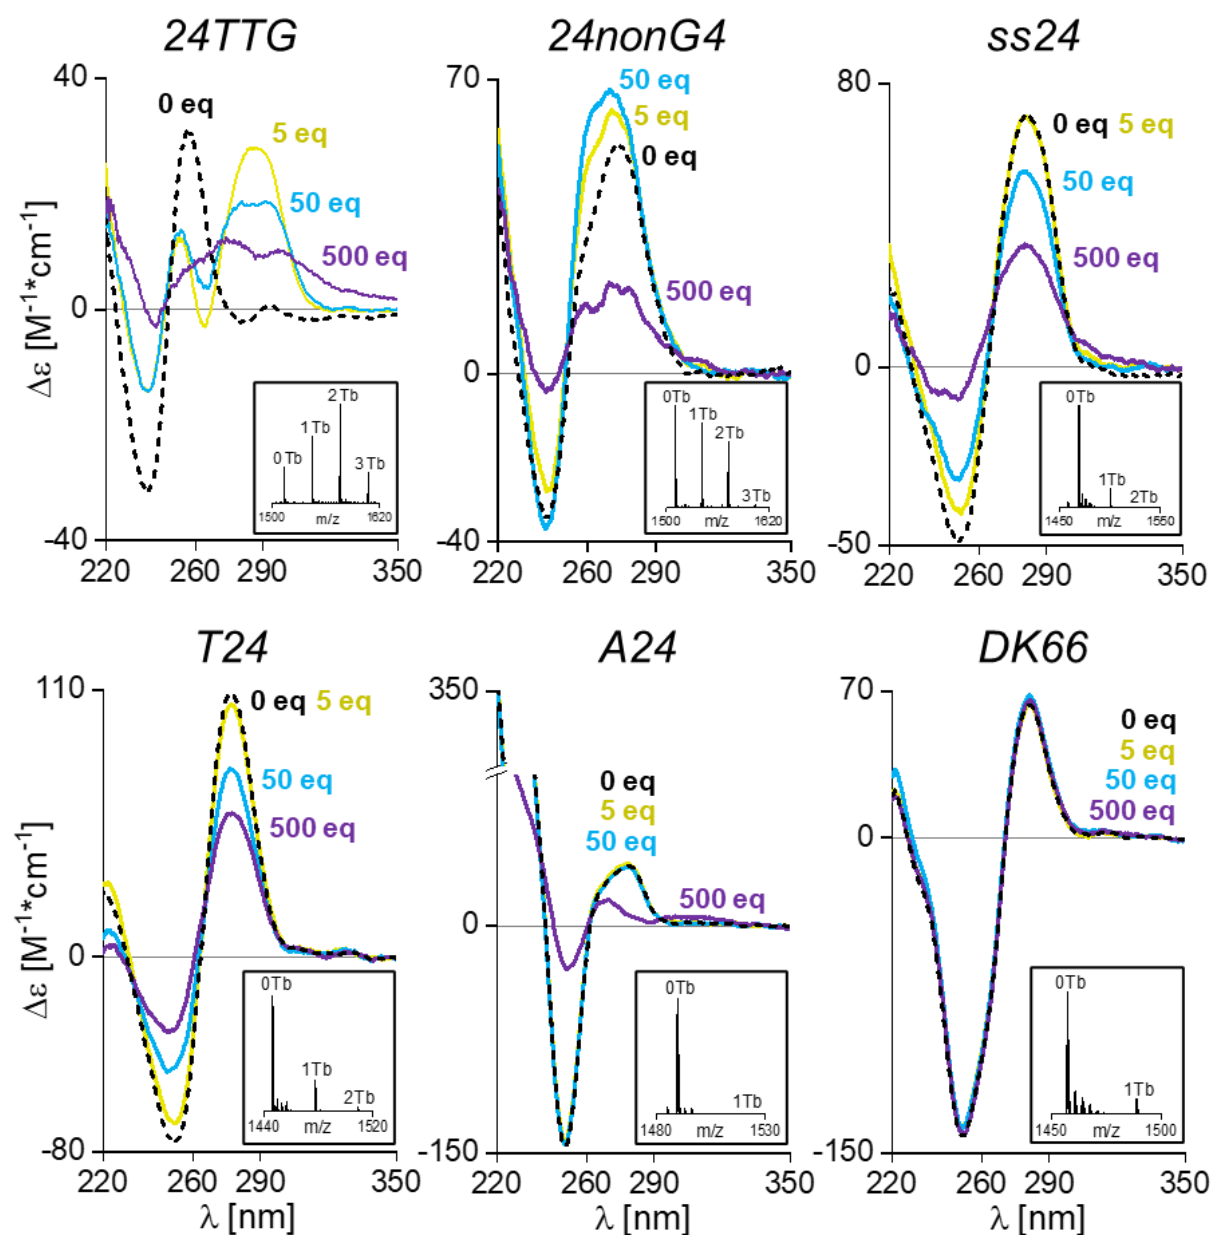 24TTG
40
0 eq
5 eq
50 eq
500 eq
0
-40
220 260 290 350
Δε [M⁻¹*cm⁻¹]
0 Tb 1Tb 2Tb 3Tb
1500 m/z 1620
24nonG4
70
50 eq
5 eq
0 eq
500 eq
0
-40
220 260 290 350
0Tb 1Tb 2Tb 3Tb
1500 m/z 1620
ss24
80
0 eq 5 eq
50 eq
500 eq
0
-50
220 260 290 350
0Tb 1Tb 2Tb
1450 m/z 1550
T24
110
0 eq 5 eq
50 eq
500 eq
0
-80
220 260 290 350
Δε [M⁻¹*cm⁻¹]
λ [nm]
0Tb 1Tb 2Tb
1440 m/z 1520
A24
350
0 eq
5 eq
50 eq
500 eq
0
-150
220 260 290 350
λ [nm]
0Tb 1Tb
1480 m/z 1530
DK66
70
0 eq
5 eq
50 eq
500 eq
0
-150
220 260 290 350
λ [nm]
0Tb 1Tb
1450 m/z 1500